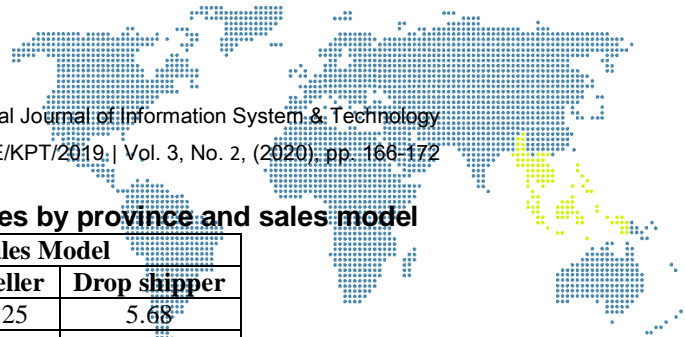 al Journal of Information System & Technology
E/KPT/2019 | Vol. 3, No. 2, (2020), pp. 166-172
es by province and sales model
les Model
eller Drop shipper
25 5.68